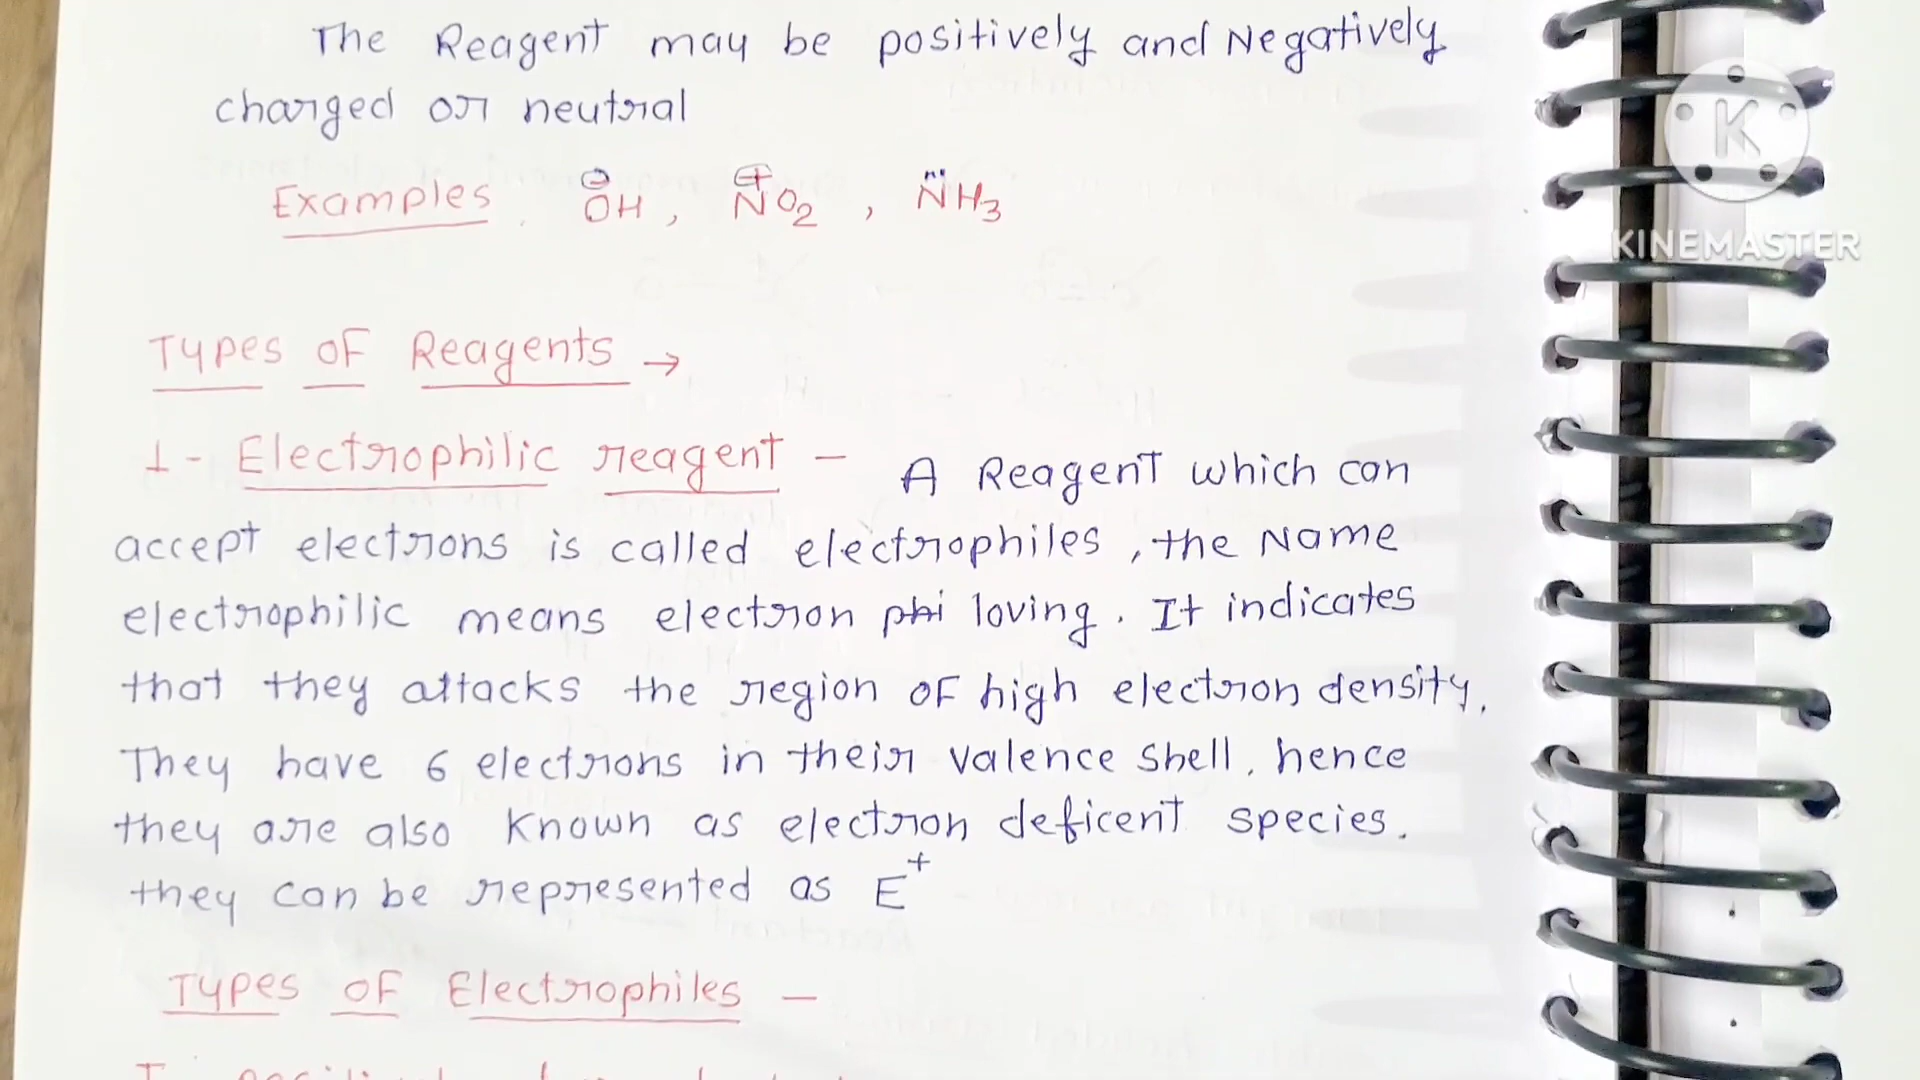 The Reagent may be positively and Negatively
charged or neutral
Examples OH⊖, N⊕O2, N̈H3
Types OF Reagents →
1- Electrophilic reagent - A Reagent which can
accept electrons is called electrophiles, the Name
electrophilic means electron phi loving. It indicates
that they attacks the region OF high electron density,
They have 6 electrons in their valence shell, hence
they are also known as electron deficent species.
they can be represented as E+
Types OF Electrophiles -
K
KINEMASTER